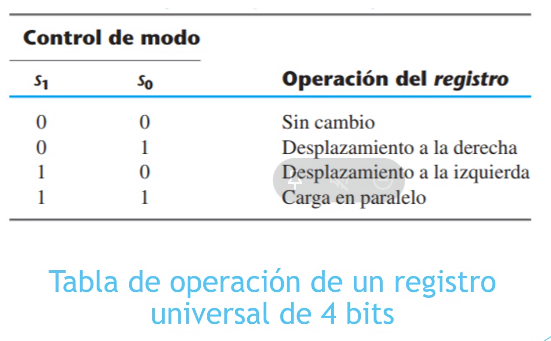 Control de modo
s1 s0 Operación del registro
0 0 Sin cambio
0 1 Desplazamiento a la derecha
1 0 Desplazamiento a la izquierda
1 1 Carga en paralelo
Tabla de operación de un registro
universal de 4 bits